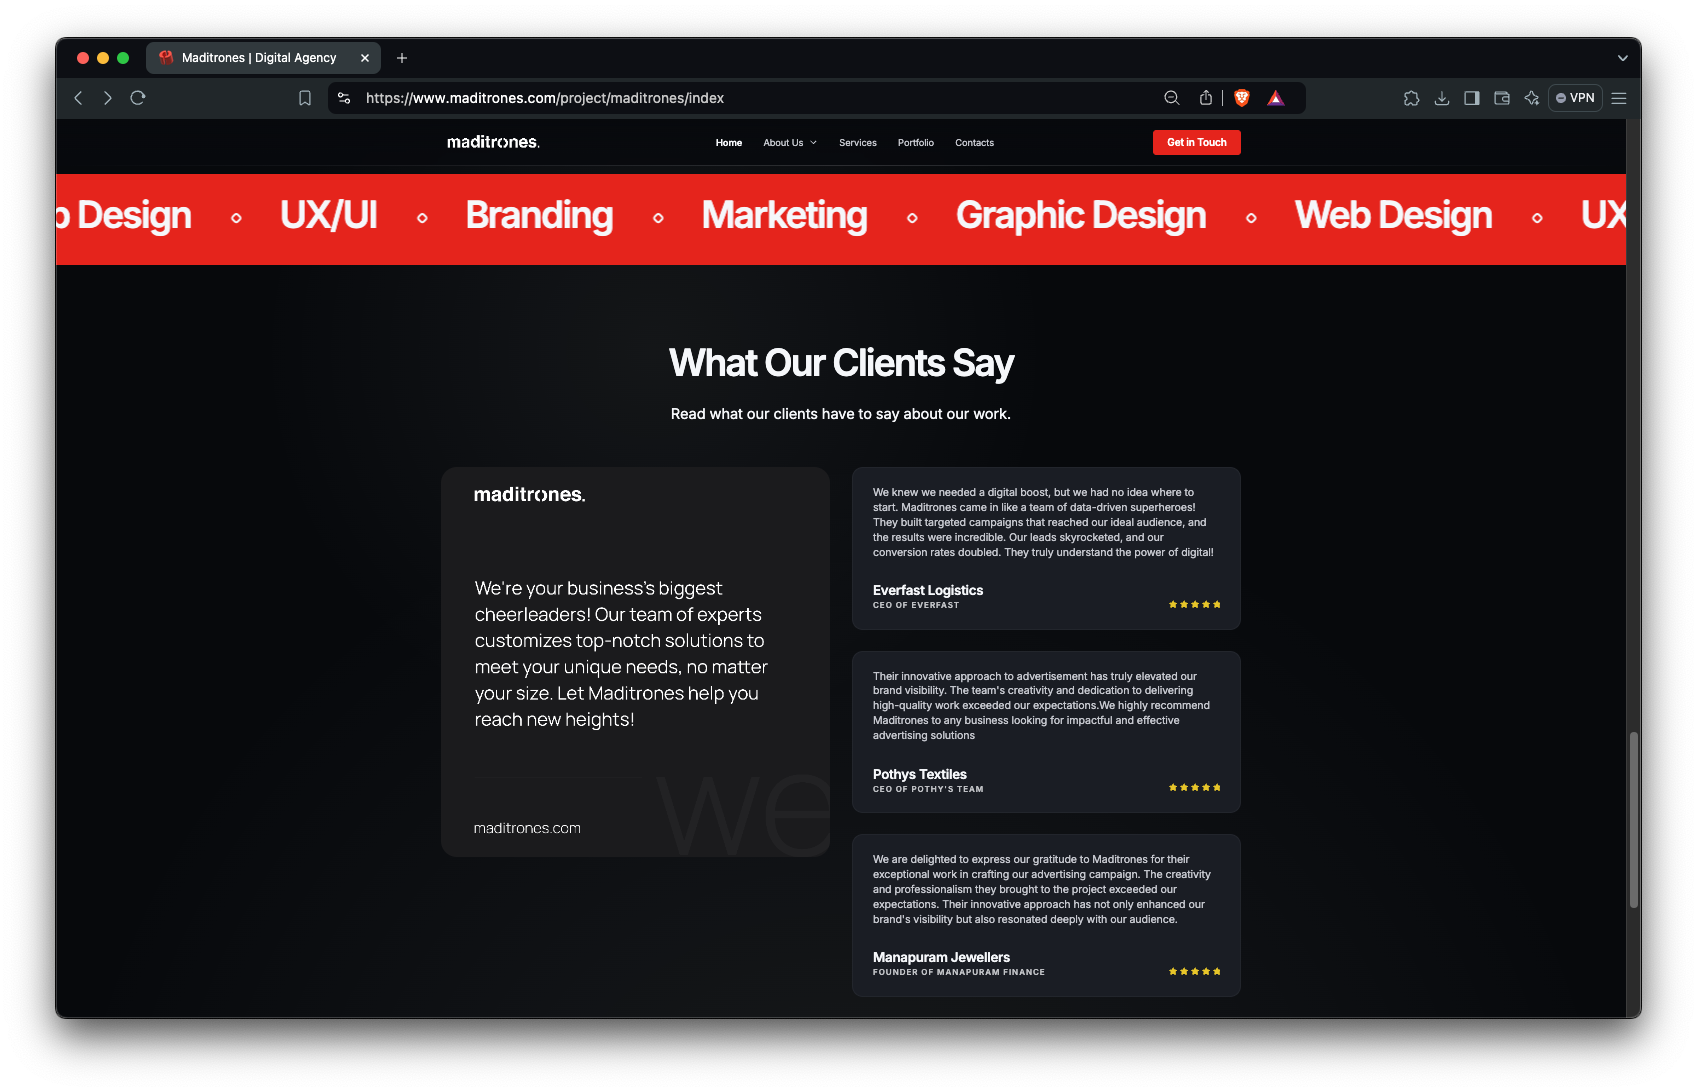 Maditrones | Digital Agency
https://www.maditrones.com/project/maditrones/index
VPN
maditrones.
Home
About Us
Services
Portfolio
Contacts
Get in Touch
Design
UX/UI
Branding
Marketing
Graphic Design
Web Design
UX
What Our Clients Say
Read what our clients have to say about our work.
maditrones.
We're your business's biggest
cheerleaders! Our team of experts
customizes top-notch solutions to
meet your unique needs, no matter
your size. Let Maditrones help you
reach new heights!
we
maditrones.com
We knew we needed a digital boost, but we had no idea where to
start. Maditrones came in like a team of data-driven superheroes!
They built targeted campaigns that reached our ideal audience, and
the results were incredible. Our leads skyrocketed, and our
conversion rates doubled. They truly understand the power of digital!
Everfast Logistics
CEO OF EVERFAST
Their innovative approach to advertisement has truly elevated our
brand visibility. The team's creativity and dedication to delivering
high-quality work exceeded our expectations.We highly recommend
Maditrones to any business looking for impactful and effective
advertising solutions
Pothys Textiles
CEO OF POTHY'S TEAM
We are delighted to express our gratitude to Maditrones for their
exceptional work in crafting our advertising campaign. The creativity
and professionalism they brought to the project exceeded our
expectations. Their innovative approach has not only enhanced our
brand's visibility but also resonated deeply with our audience.
Manapuram Jewellers
FOUNDER OF MANAPURAM FINANCE